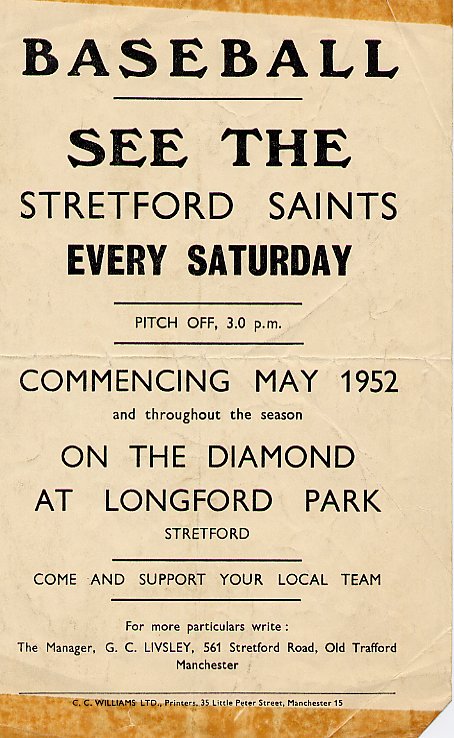 BASEBALL
SEE THE
STRETFORD SAINTS
EVERY SATURDAY
PITCH OFF, 3.0 p.m.
COMMENCING MAY 1952
and throughout the season
ON THE DIAMOND
AT LONGFORD PARK
STRETFORD
COME AND SUPPORT YOUR LOCAL TEAM
For more particulars write :
The Manager, G. C. LIVSLEY, 561 Stretford Road, Old Trafford
Manchester
C. C. WILLIAMS LTD., Printers, 35 Little Peter Street, Manchester 15